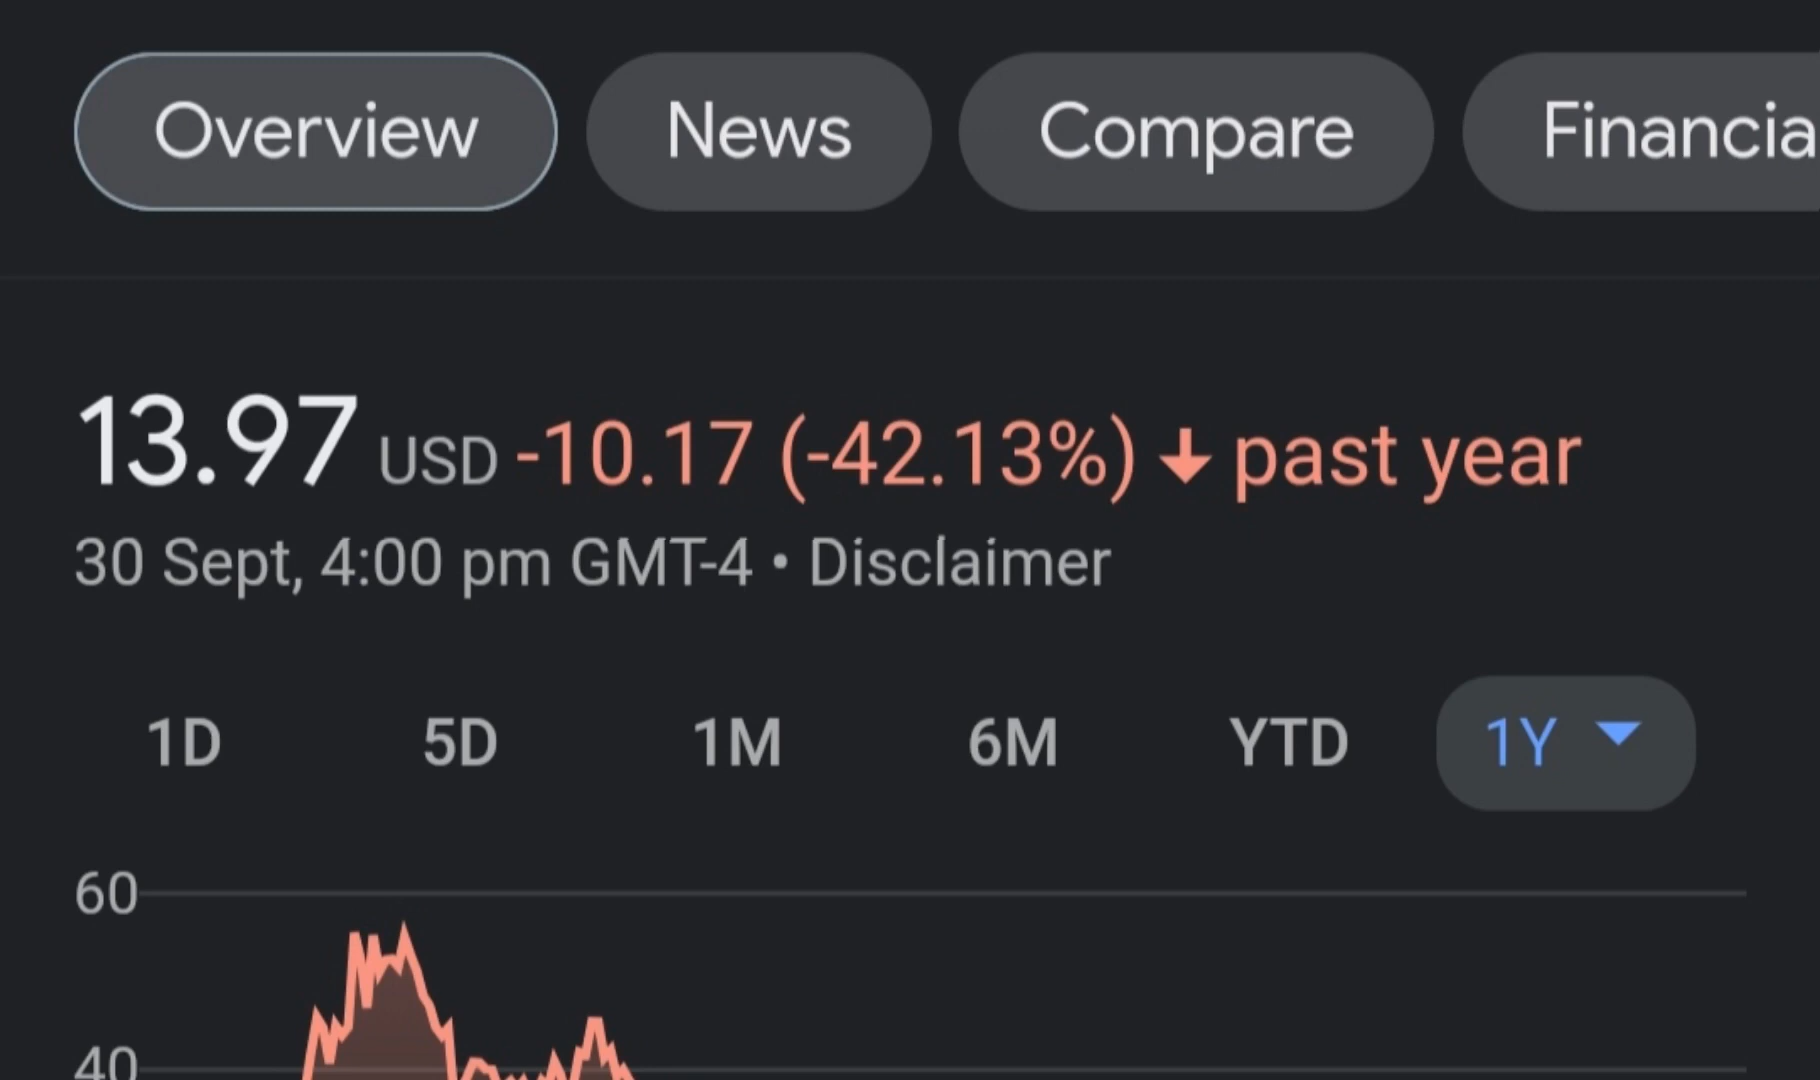 Overview News Compare Financia
13.97 USD -10.17 (-42.13%) ↓ past year
30 Sept, 4:00 pm GMT-4 • Disclaimer
1D 5D 1M 6M YTD 1Y
60
40